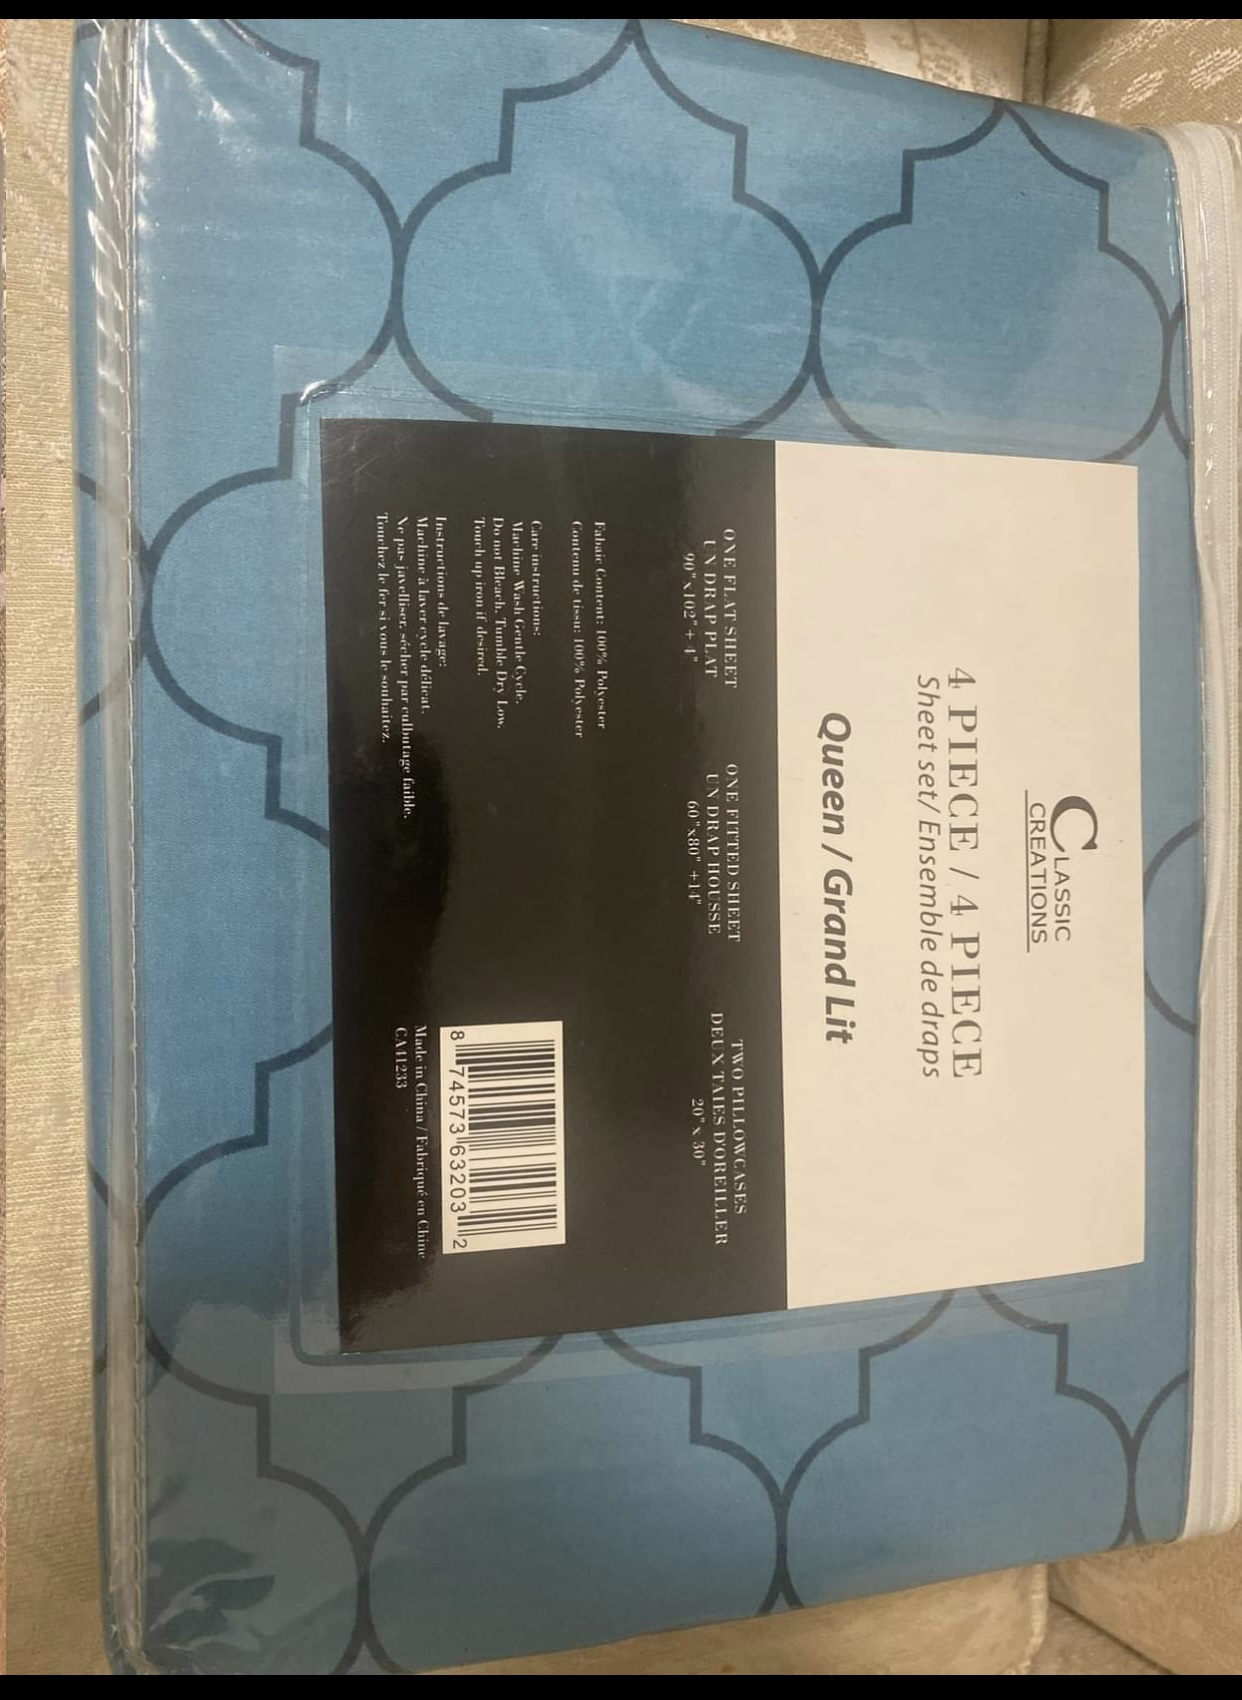 CLASSIC
CREATIONS
4 PIECE / 4 PIECE
Sheet set/ Ensemble de draps
Queen / Grand Lit
ONE FLAT SHEET
UN DRAP PLAT
90"x102" + 4"
ONE FITTED SHEET
UN DRAP HOUSSE
60"x80" +14"
TWO PILLOWCASES
DEUX TAIES D'OREILLER
20" x 30"
Fabaic Content: 100% Polyester
Contenu de tissu: 100% Polyester
Care instructions:
Machine Wash Gentle Cycle.
Do not Bleach. Tumble Dry Low.
Touch up iron if desired.
Instructions de lavage:
Machine à laver cycle délicat.
Ne pas javelliser, sécher par culbutage faible.
Touchez le fer si vous le souhaitez.
8 74573 63203 2
Made in China / Fabriqué en Chine
CA41233